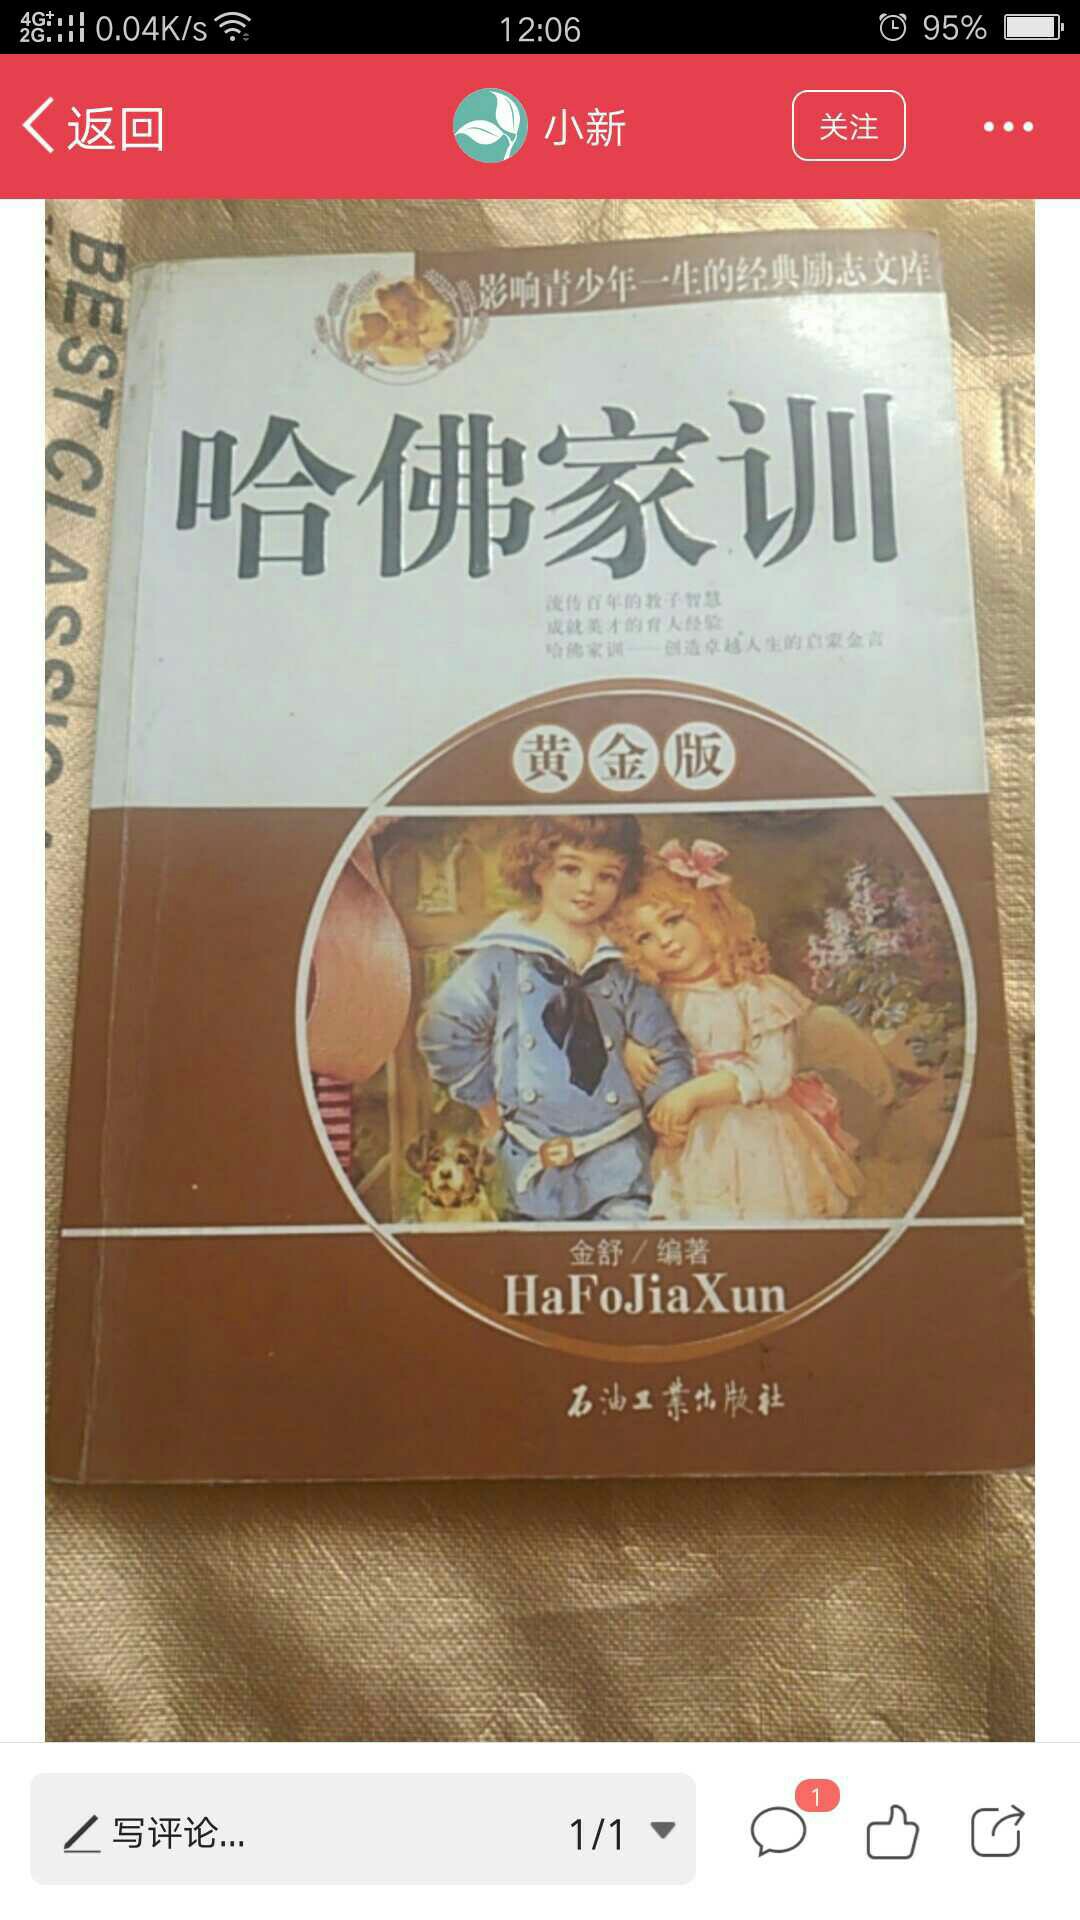 4G+
2G
0.04K/s
12:06
95%
返回
小新
关注
BEST CLASSIC
影响青少年一生的经典励志文库
哈佛家训
流传百年的教子智慧
成就英才的育人经验
哈佛家训——创造卓越人生的启蒙金言
黄金版
金舒/编著
HaFoJiaXun
石油工业出版社
写评论...
1/1
1